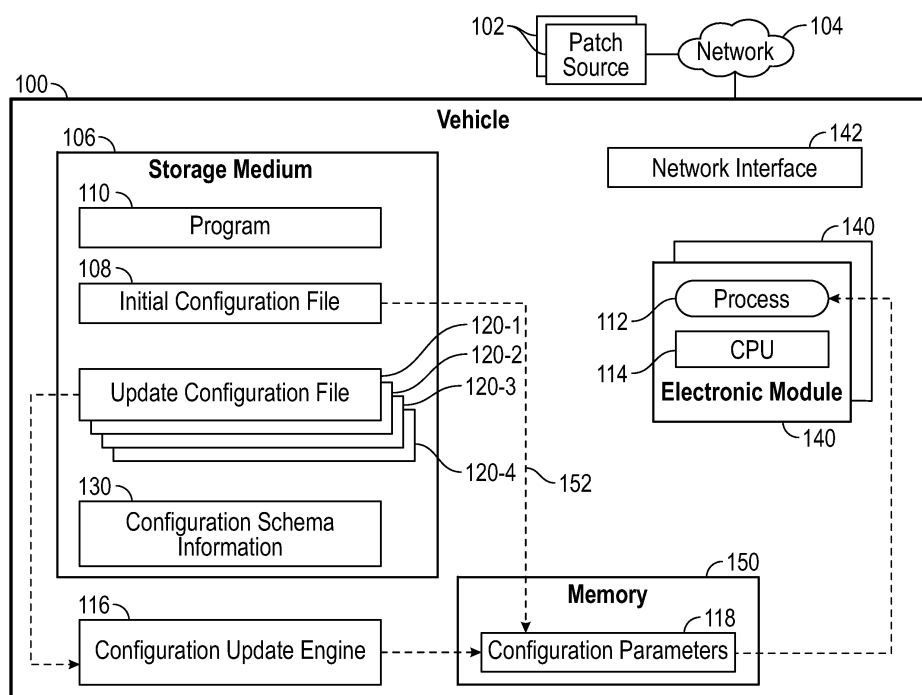 102
Patch
Source
Network
104
100
Vehicle
106
Storage Medium
142
Network Interface
110
Program
140
108
Initial Configuration File
Process
112
CPU
114
Electronic Module
140
120-1
120-2
Update Configuration File
120-3
120-4
152
130
Configuration Schema
Information
150
Memory
116
Configuration Update Engine
118
Configuration Parameters